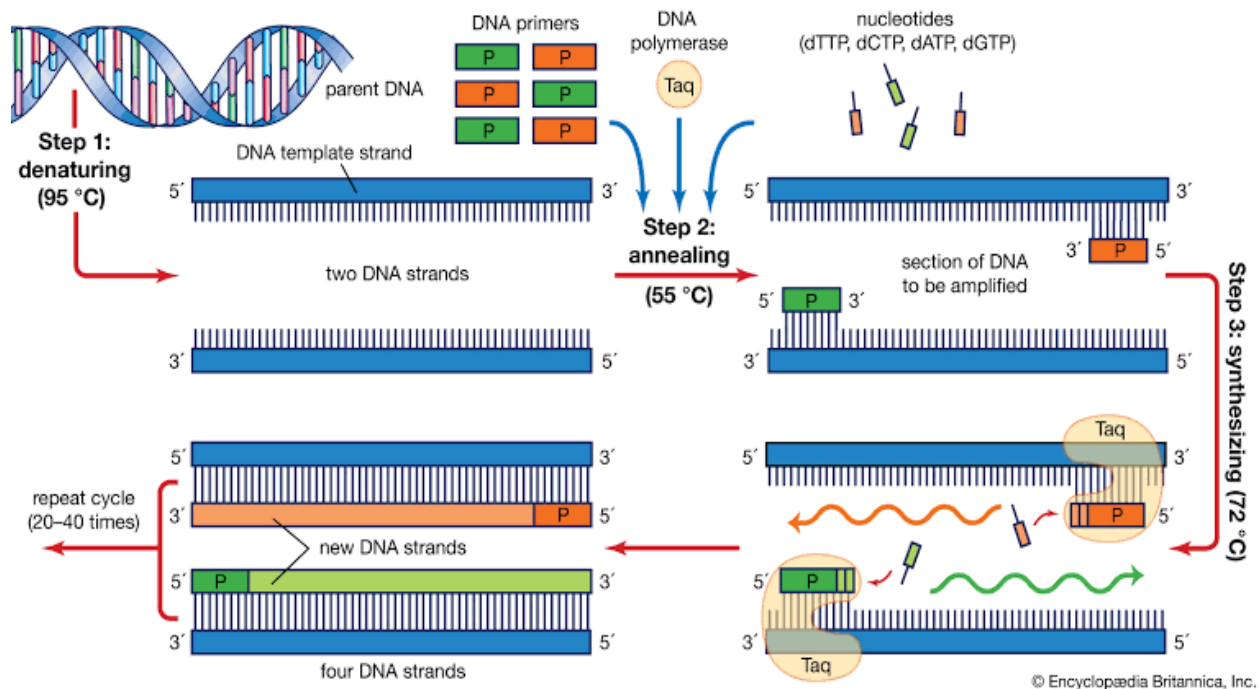 DNA primers
P P
P P
P P
DNA
polymerase
Taq
nucleotides
(dTTP, dCTP, dATP, dGTP)
parent DNA
Step 1:
denaturing
(95 °C)
DNA template strand
5′ 3′
two DNA strands
3′ 5′
Step 2:
annealing
(55 °C)
5′ 3′
3′ P 5′
section of DNA
to be amplified
5′ P 3′
3′ 5′
Step 3: synthesizing (72 °C)
Taq
5′ 3′
P 5′
5′ P
3′ 5′
Taq
5′ 3′
3′ P 5′
new DNA strands
5′ P 3′
3′ 5′
four DNA strands
repeat cycle
(20–40 times)
© Encyclopædia Britannica, Inc.